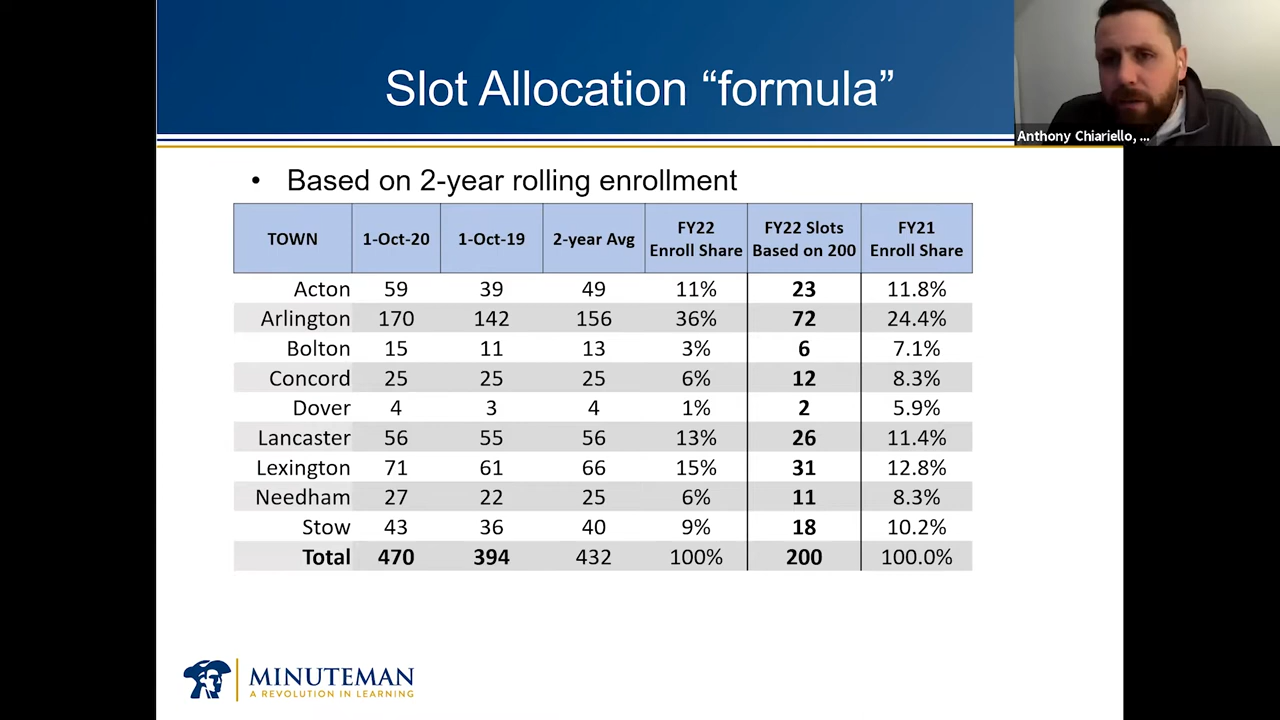 Slot Allocation “formula”
Anthony Chiariello, ...
• Based on 2-year rolling enrollment
TOWN 1-Oct-20 1-Oct-19 2-year Avg FY22 Enroll Share FY22 Slots Based on 200 FY21 Enroll Share
Acton 59 39 49 11% 23 11.8%
Arlington 170 142 156 36% 72 24.4%
Bolton 15 11 13 3% 6 7.1%
Concord 25 25 25 6% 12 8.3%
Dover 4 3 4 1% 2 5.9%
Lancaster 56 55 56 13% 26 11.4%
Lexington 71 61 66 15% 31 12.8%
Needham 27 22 25 6% 11 8.3%
Stow 43 36 40 9% 18 10.2%
Total 470 394 432 100% 200 100.0%
MINUTEMAN
A REVOLUTION IN LEARNING